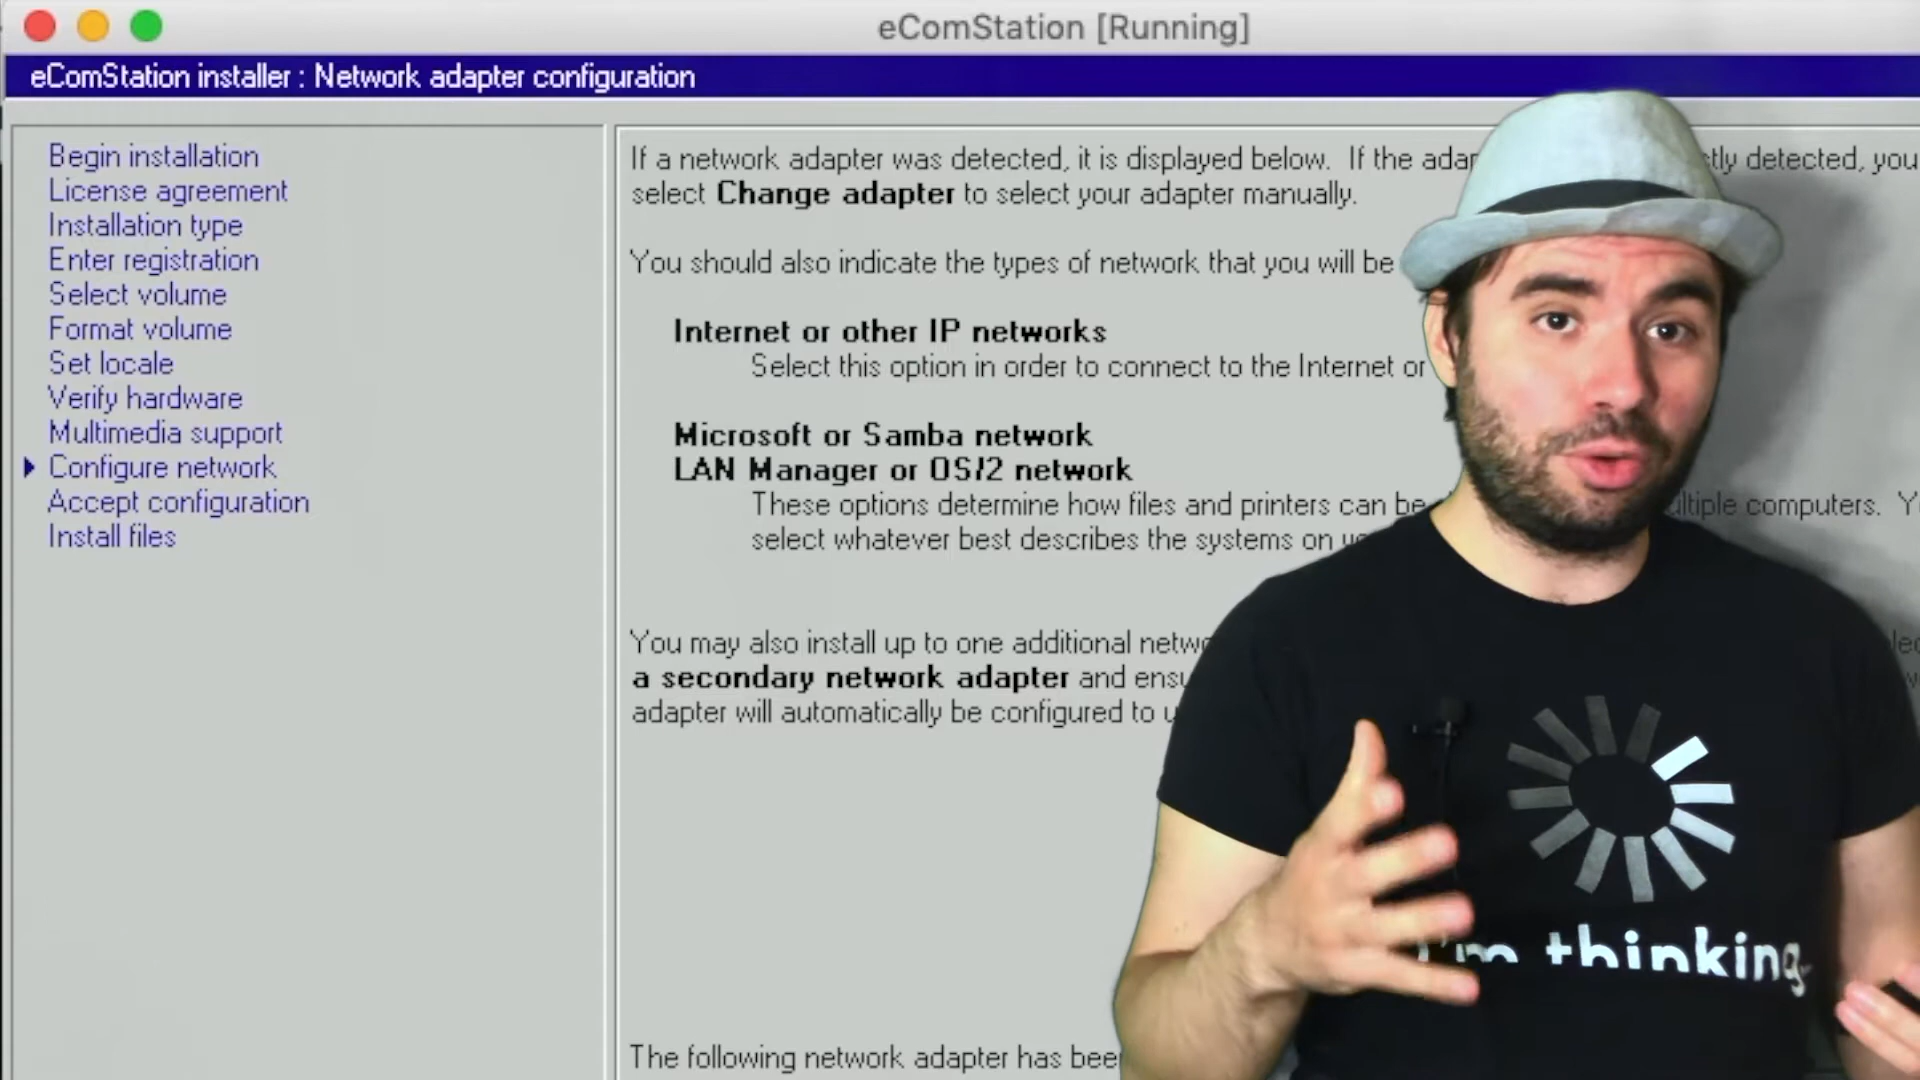 eComStation [Running]
eComStation installer : Network adapter configuration
Begin installation
License agreement
Installation type
Enter registration
Select volume
Format volume
Set locale
Verify hardware
Multimedia support
Configure network
Accept configuration
Install files
If a network adapter was detected, it is displayed below. If the detected, you
select Change adapter to select your adapter manually.
You should also indicate the types of network that you will be
Internet or other IP networks
Select this option in order to connect to the Internet or
Microsoft or Samba network
LAN Manager or OS/2 network
These options determine how files and printers can be computers.
select whatever best describes the systems on
You may also install up to one additional
a secondary network adapter and
adapter will automatically be configured to
The following network adapter has been
I'm thinking.